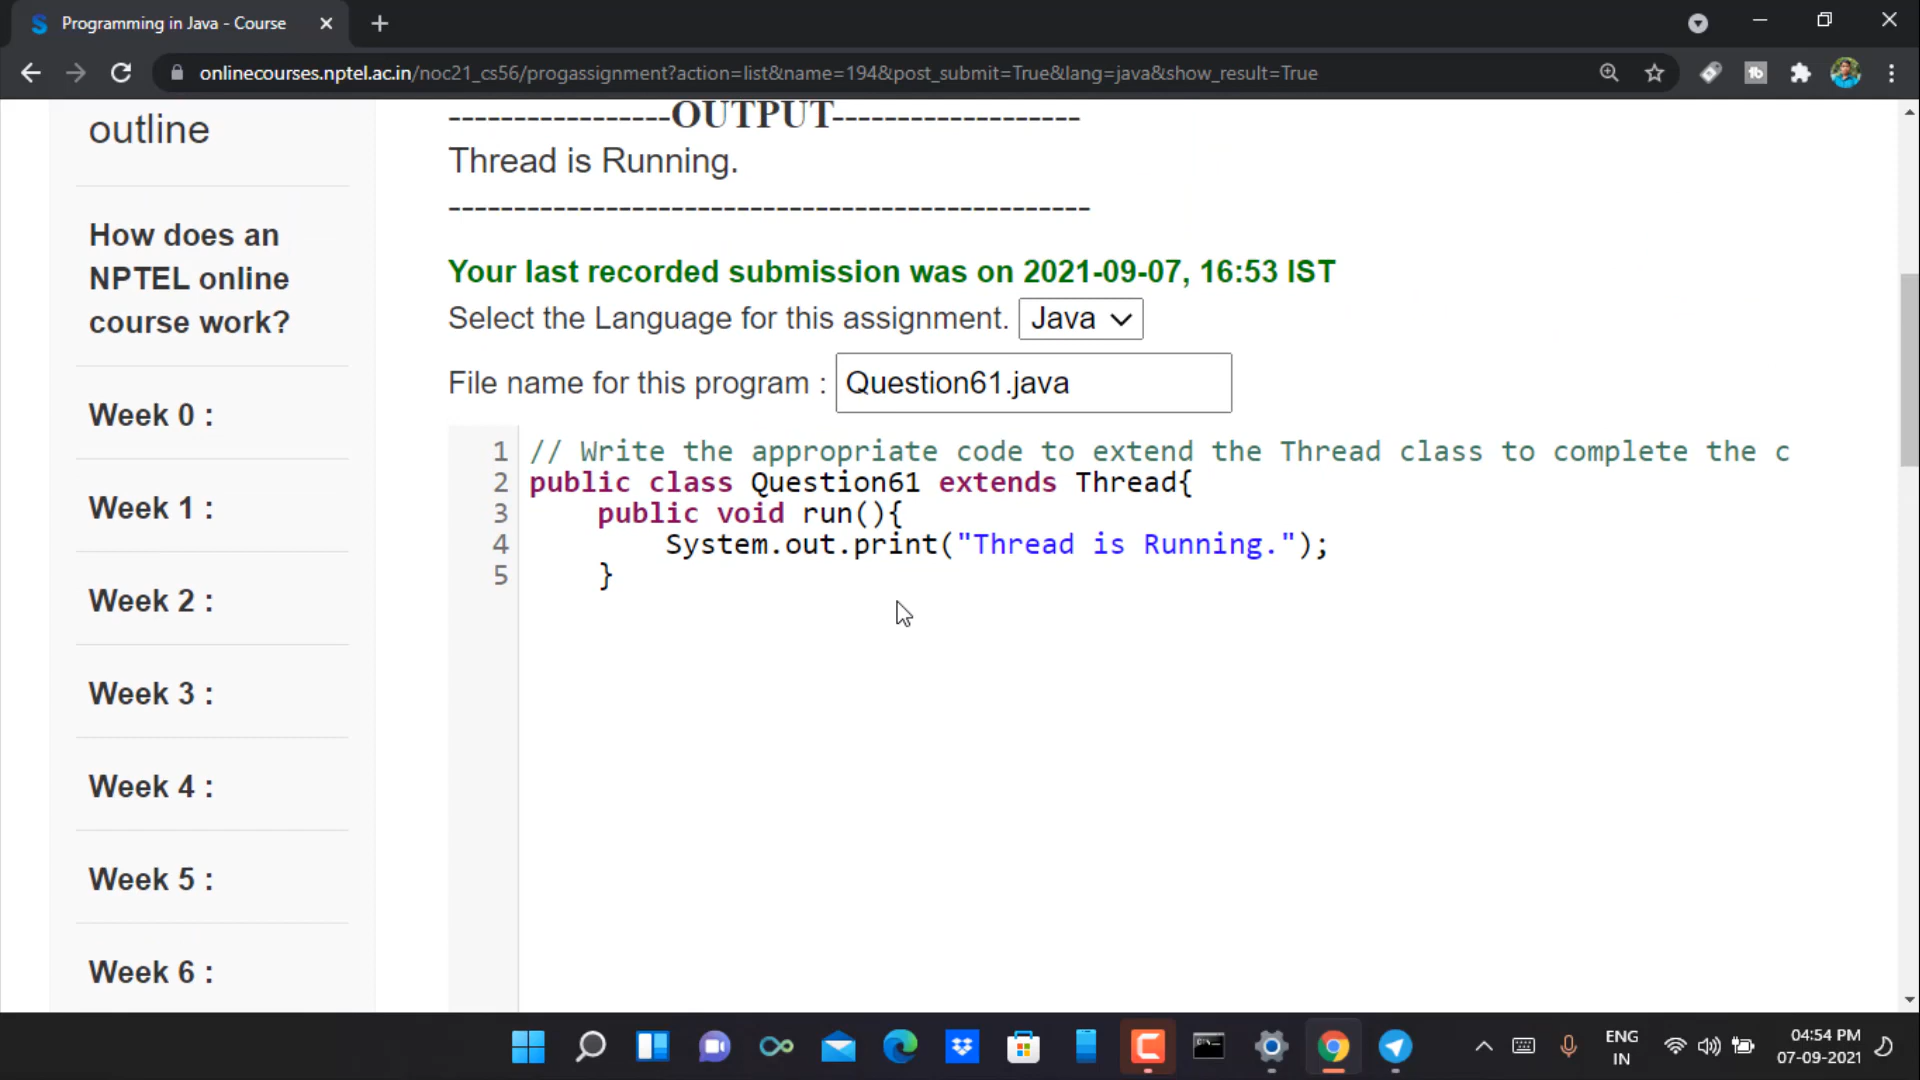 Programming in Java - Course
onlinecourses.nptel.ac.in/noc21_cs56/progassignment?action=list&name=194&post_submit=True&lang=java&show_result=True
outline
How does an
NPTEL online
course work?
Week 0 :
Week 1 :
Week 2 :
Week 3 :
Week 4 :
Week 5 :
Week 6 :
-----------------OUTPUT-------------------
Thread is Running.
-------------------------------------------------
Your last recorded submission was on 2021-09-07, 16:53 IST
Select the Language for this assignment. Java
File name for this program : Question61.java
1 // Write the appropriate code to extend the Thread class to complete the c
2 public class Question61 extends Thread{
3 public void run(){
4 System.out.print("Thread is Running.");
5 }
ENG
IN
04:54 PM
07-09-2021